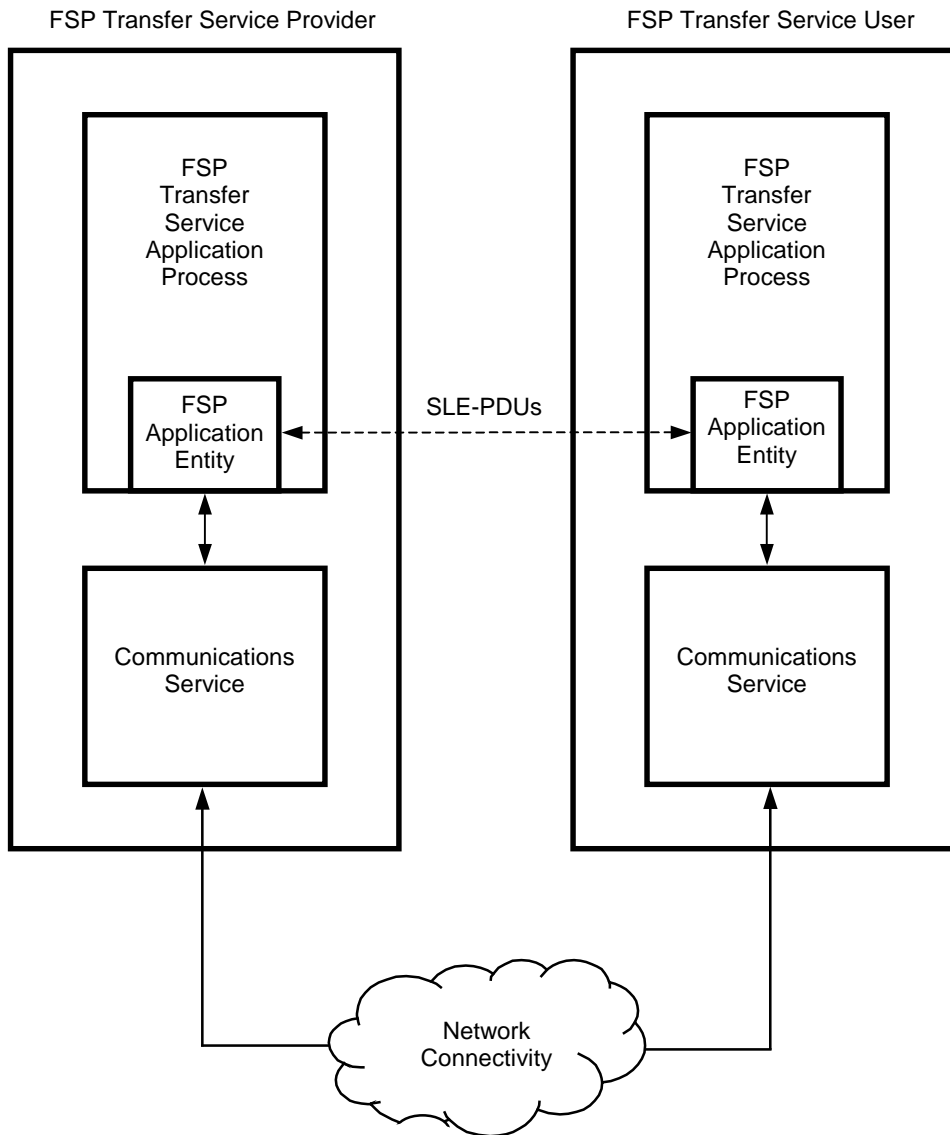 FSP Transfer Service Provider
FSP Transfer Service User
FSP
Transfer
Service
Application
Process
FSP
Transfer
Service
Application
Process
FSP
Application
Entity
SLE-PDUs
FSP
Application
Entity
Communications
Service
Communications
Service
Network
Connectivity